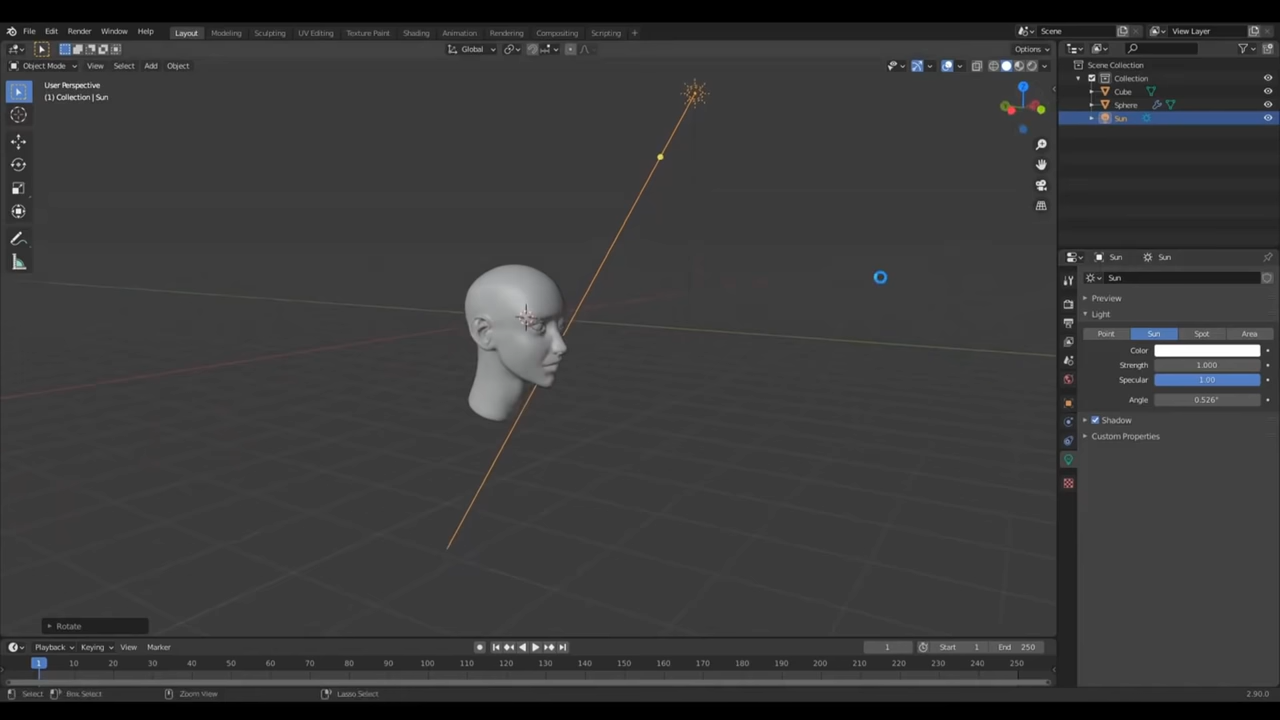 File Edit Render Window Help Layout Modeling Sculpting UV Editing Texture Paint Shading Animation Rendering Compositing Scripting + Scene View Layer
Global Options
Object Mode View Select Add Object
User Perspective
(1) Collection | Sun
Scene Collection
Collection
Cube
Sphere
Sun
Sun Sun
Sun
Preview
Light
Point Sun Spot Area
Color
Strength 1.000
Specular 1.00
Angle 0.526°
Shadow
Custom Properties
Rotate
Playback Keying View Marker 1 Start 1 End 250
1 10 20 30 40 50 60 70 80 90 100 110 120 130 140 150 160 170 180 190 200 210 220 230 240 250
Select Box Select Zoom View Lasso Select 2.90.0